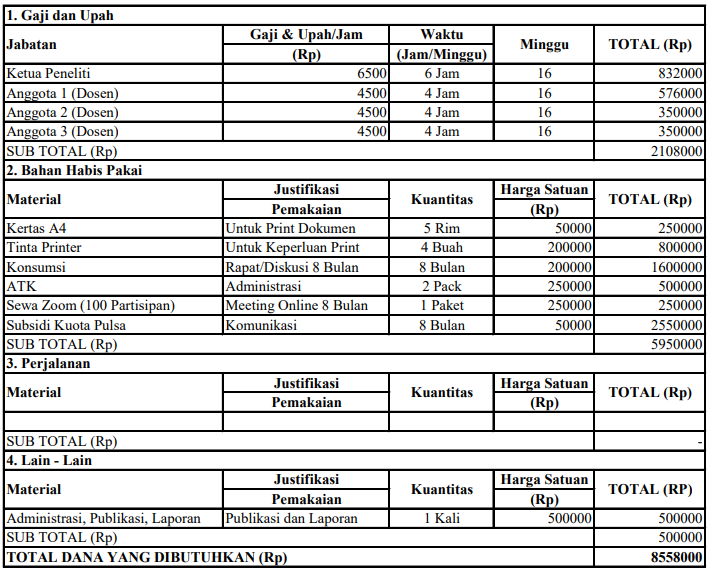 1. Gaji dan Upah
Jabatan Gaji & Upah/Jam (Rp) Waktu (Jam/Minggu) Minggu TOTAL (Rp)
Ketua Peneliti 6500 6 Jam 16 832000
Anggota 1 (Dosen) 4500 4 Jam 16 576000
Anggota 2 (Dosen) 4500 4 Jam 16 350000
Anggota 3 (Dosen) 4500 4 Jam 16 350000
SUB TOTAL (Rp) 2108000
2. Bahan Habis Pakai
Material Justifikasi Pemakaian Kuantitas Harga Satuan (Rp) TOTAL (Rp)
Kertas A4 Untuk Print Dokumen 5 Rim 50000 250000
Tinta Printer Untuk Keperluan Print 4 Buah 200000 800000
Konsumsi Rapat/Diskusi 8 Bulan 8 Bulan 200000 1600000
ATK Administrasi 2 Pack 250000 500000
Sewa Zoom (100 Partisipan) Meeting Online 8 Bulan 1 Paket 250000 250000
Subsidi Kuota Pulsa Komunikasi 8 Bulan 50000 2550000
SUB TOTAL (Rp) 5950000
3. Perjalanan
Material Justifikasi Pemakaian Kuantitas Harga Satuan (Rp) TOTAL (Rp)
SUB TOTAL (Rp) -
4. Lain - Lain
Material Justifikasi Pemakaian Kuantitas Harga Satuan (Rp) TOTAL (RP)
Administrasi, Publikasi, Laporan Publikasi dan Laporan 1 Kali 500000 500000
SUB TOTAL (Rp) 500000
TOTAL DANA YANG DIBUTUHKAN (Rp) 8558000